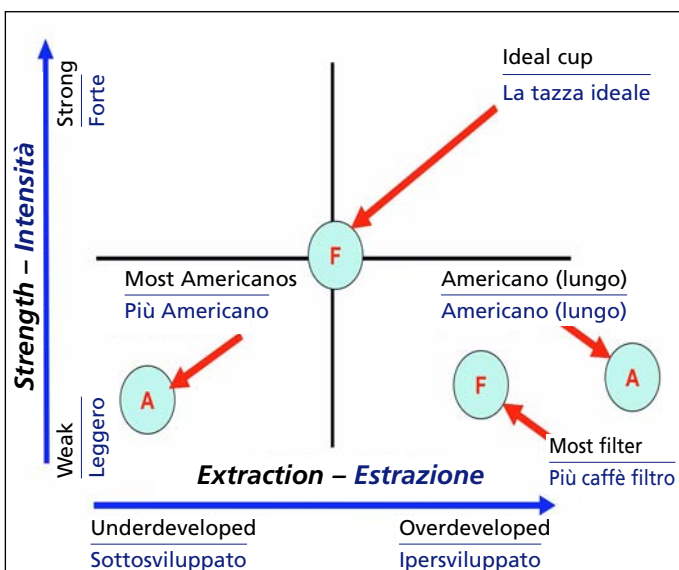 Strong
Forte
Ideal cup
La tazza ideale
Strength – Intensità
F
Most Americanos
Più Americano
Americano (lungo)
Americano (lungo)
A
F
A
Weak
Leggero
Most filter
Più caffè filtro
Extraction – Estrazione
Underdeveloped
Sottosviluppato
Overdeveloped
Ipersviluppato